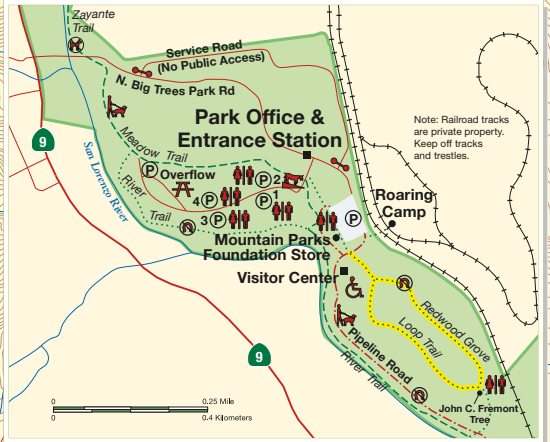 Zayante
Trail
Service Road
(No Public Access)
N. Big Trees Park Rd
Park Office &
Entrance Station
Note: Railroad tracks
are private property.
Keep off tracks
and trestles.
9
Meadow Trail
San Lorenzo River
P
Overflow
P 2
River
Trail
4 P
P 1
3 P
P
Roaring
Camp
Mountain Parks
Foundation Store
Visitor Center
Redwood Grove
Loop Trail
Pipeline Road
River Trail
9
John C. Fremont
Tree
0 0.25 Mile
0 0.4 Kilometers